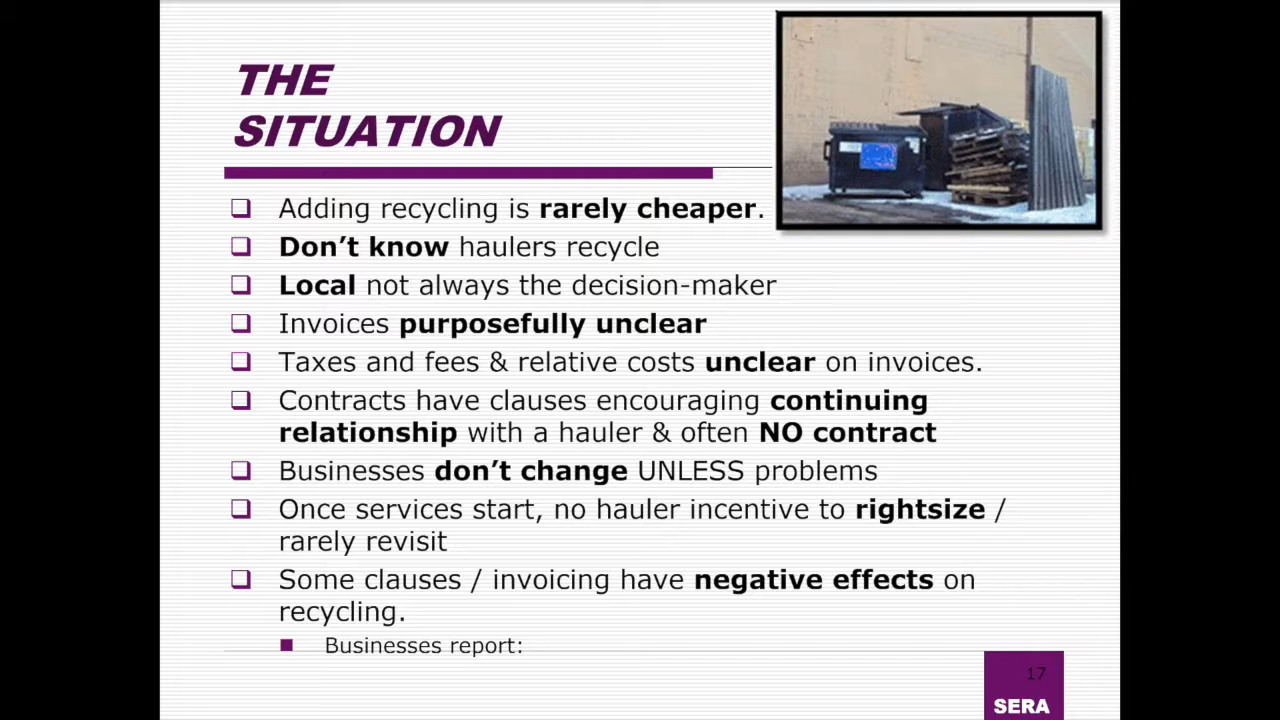 THE
SITUATION
Adding recycling is rarely cheaper.
Don’t know haulers recycle
Local not always the decision-maker
Invoices purposefully unclear
Taxes and fees & relative costs unclear on invoices.
Contracts have clauses encouraging continuing
relationship with a hauler & often NO contract
Businesses don’t change UNLESS problems
Once services start, no hauler incentive to rightsize /
rarely revisit
Some clauses / invoicing have negative effects on
recycling.
Businesses report:
17
SERA